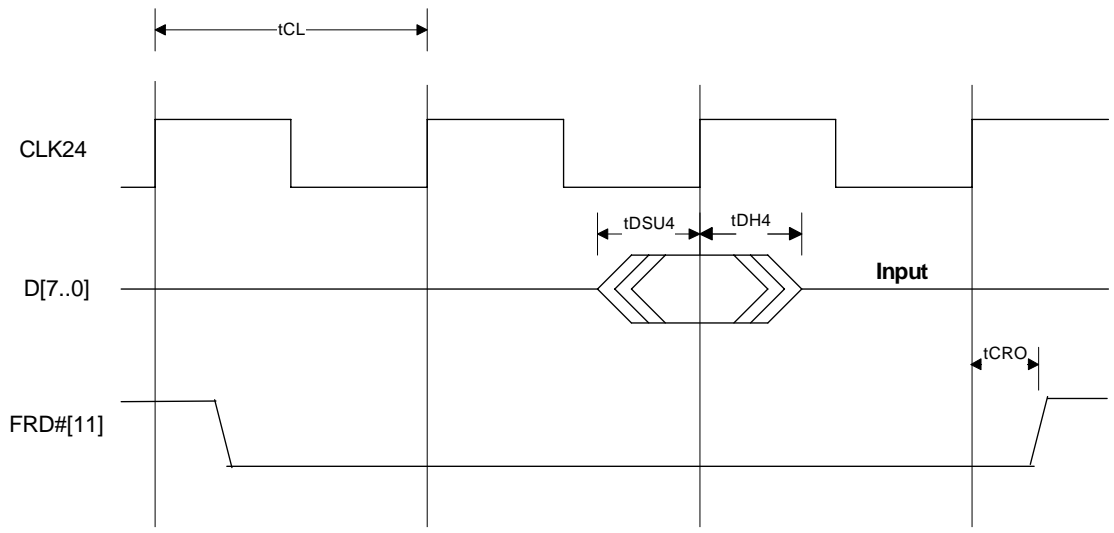 tCL
CLK24
tDSU4 tDH4
D[7..0]
Input
tCRO
FRD#[11]